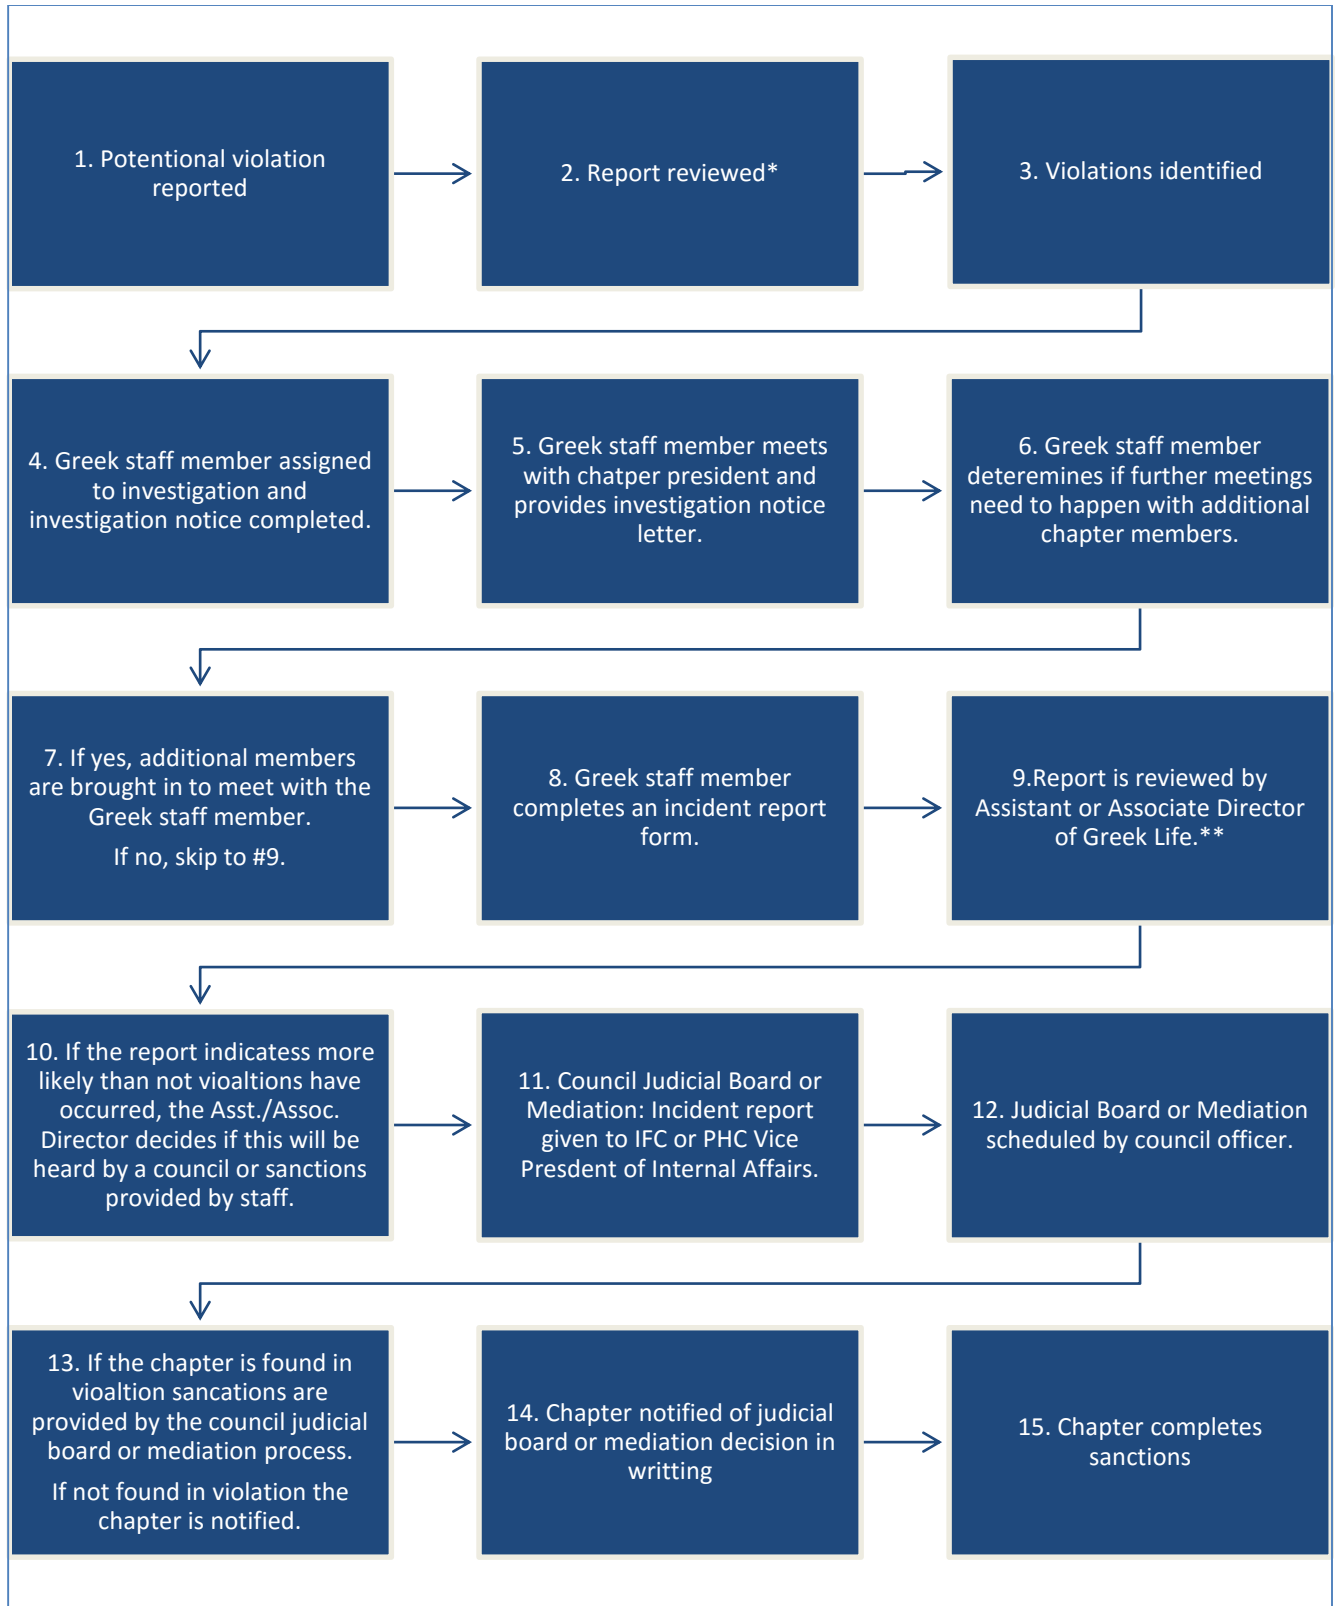 1. Potentional violation
reported
2. Report reviewed*
3. Violations identified
4. Greek staff member assigned
to investigation and
investigation notice completed.
5. Greek staff member meets
with chatper president and
provides investigation notice
letter.
6. Greek staff member
deteremines if further meetings
need to happen with additional
chapter members.
7. If yes, additional members
are brought in to meet with the
Greek staff member.
If no, skip to #9.
8. Greek staff member
completes an incident report
form.
9.Report is reviewed by
Assistant or Associate Director
of Greek Life.**
10. If the report indicatess more
likely than not vioaltions have
occurred, the Asst./Assoc.
Director decides if this will be
heard by a council or sanctions
provided by staff.
11. Council Judicial Board or
Mediation: Incident report
given to IFC or PHC Vice
Presdent of Internal Affairs.
12. Judicial Board or Mediation
scheduled by council officer.
13. If the chapter is found in
vioaltion sancations are
provided by the council judicial
board or mediation process.
If not found in violation the
chapter is notified.
14. Chapter notified of judicial
board or mediation decision in
writting
15. Chapter completes
sanctions